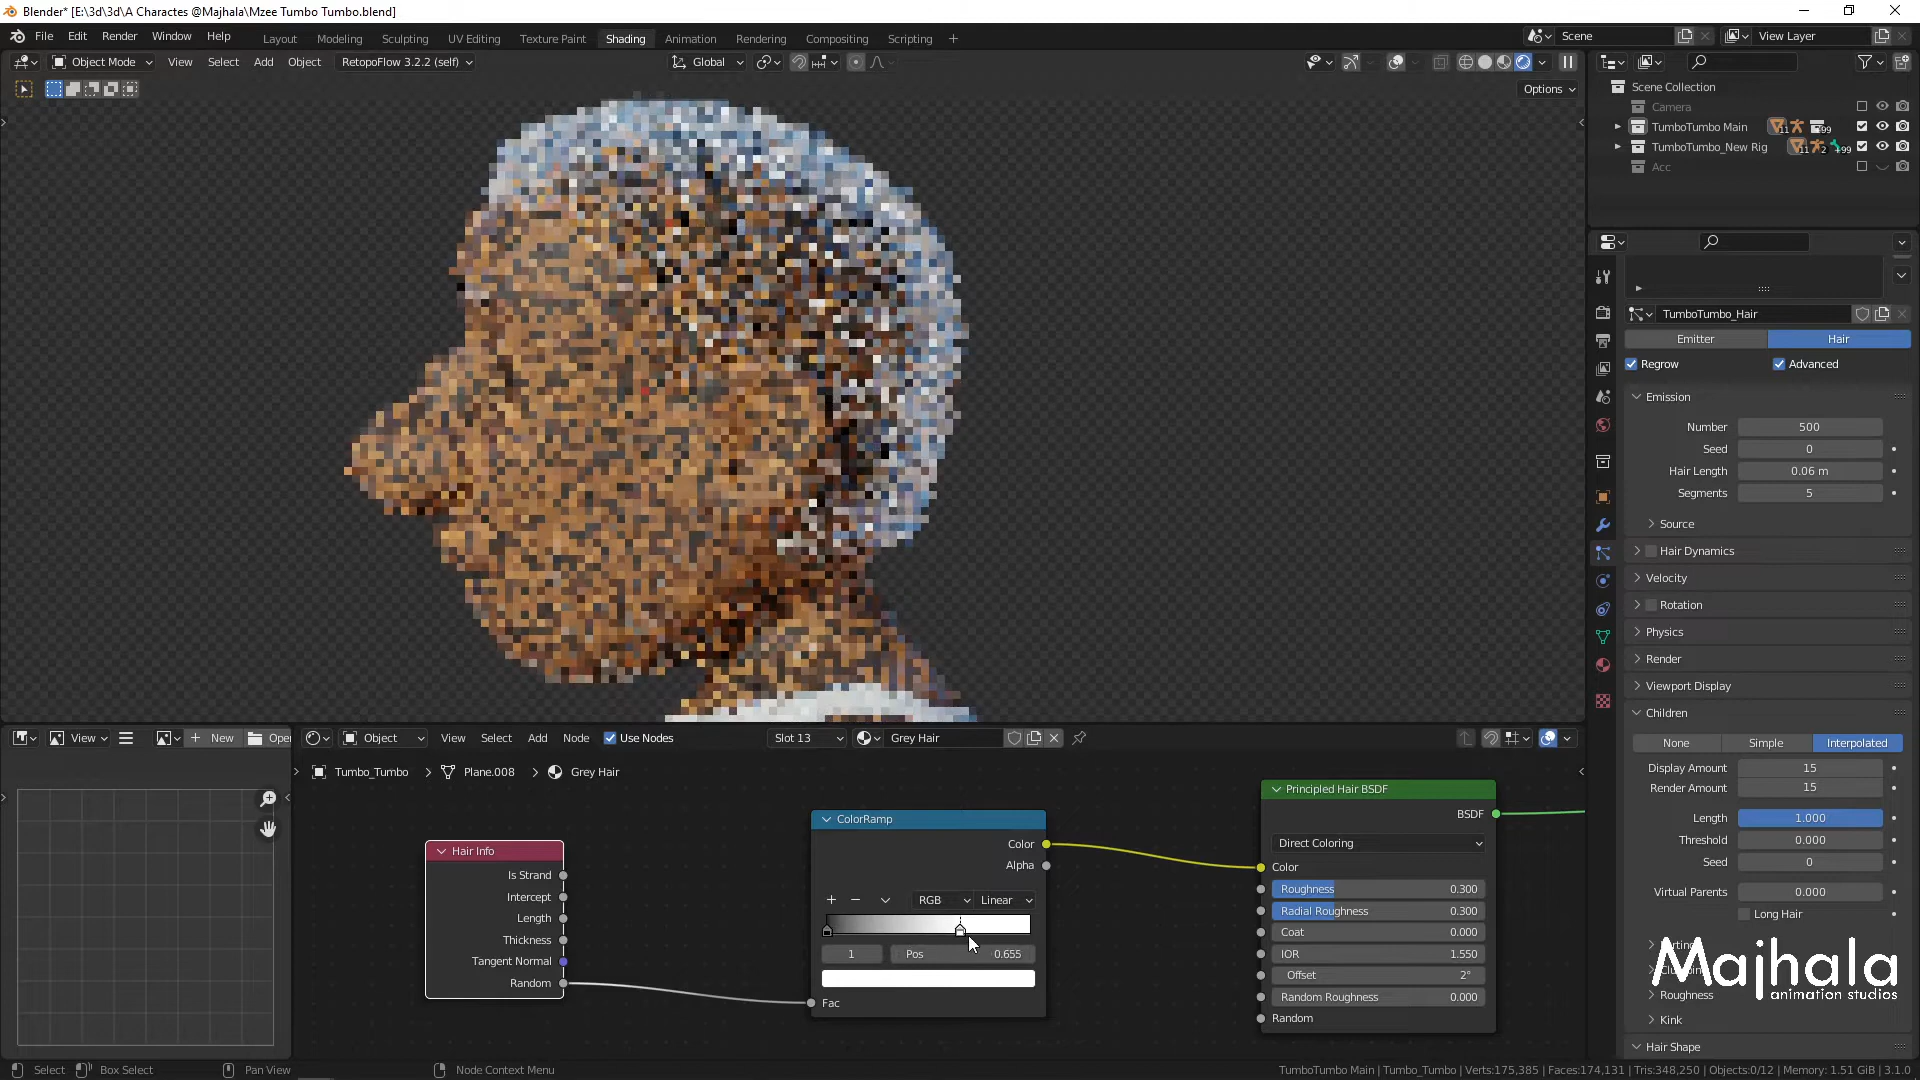 Blender* [E:\3d\3d\A Charactes @Majhala\Mzee Tumbo Tumbo.blend]
File Edit Render Window Help Layout Modeling Sculpting UV Editing Texture Paint Shading Animation Rendering Compositing Scripting + Scene View Layer
Object Mode View Select Add Object RetopoFlow 3.2.2 (self) Global
Options
Scene Collection
Camera
TumboTumbo Main 11 99
TumboTumbo_New Rig 11 2 99
Acc
TumboTumbo_Hair
Emitter Hair
Regrow Advanced
Emission
Number 500
Seed 0
Hair Length 0.06 m
Segments 5
Source
Hair Dynamics
Velocity
Rotation
Physics
Render
Viewport Display
Children
None Simple Interpolated
Display Amount 15
Render Amount 15
Length 1.000
Threshold 0.000
Seed 0
Virtual Parents 0.000
Long Hair
Roughness
Kink
Hair Shape
Majhala
animation studios
View New Open
Object View Select Add Node Use Nodes Slot 13 Grey Hair
Tumbo_Tumbo Plane.008 Grey Hair
Hair Info
Is Strand
Intercept
Length
Thickness
Tangent Normal
Random
ColorRamp
Color
Alpha
RGB Linear
1 Pos 0.655
Fac
Principled Hair BSDF
BSDF
Direct Coloring
Color
Roughness 0.300
Radial Roughness 0.300
Coat 0.000
IOR 1.550
Offset 2°
Random Roughness 0.000
Random
Select Box Select Pan View Node Context Menu TumboTumbo Main | Tumbo_Tumbo | Verts:175,385 | Faces:174,131 | Tris:348,250 | Objects:0/12 | Memory: 1.51 GiB | 3.1.0